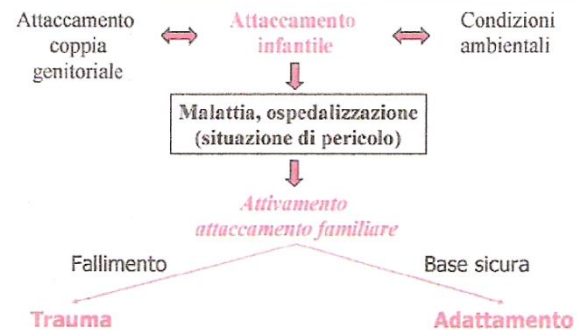 Attaccamento
coppia
genitoriale
Attaccamento
infantile
Condizioni
ambientali
Malattia, ospedalizzazione
(situazione di pericolo)
Attivamento
attaccamento familiare
Fallimento
Base sicura
Trauma
Adattamento